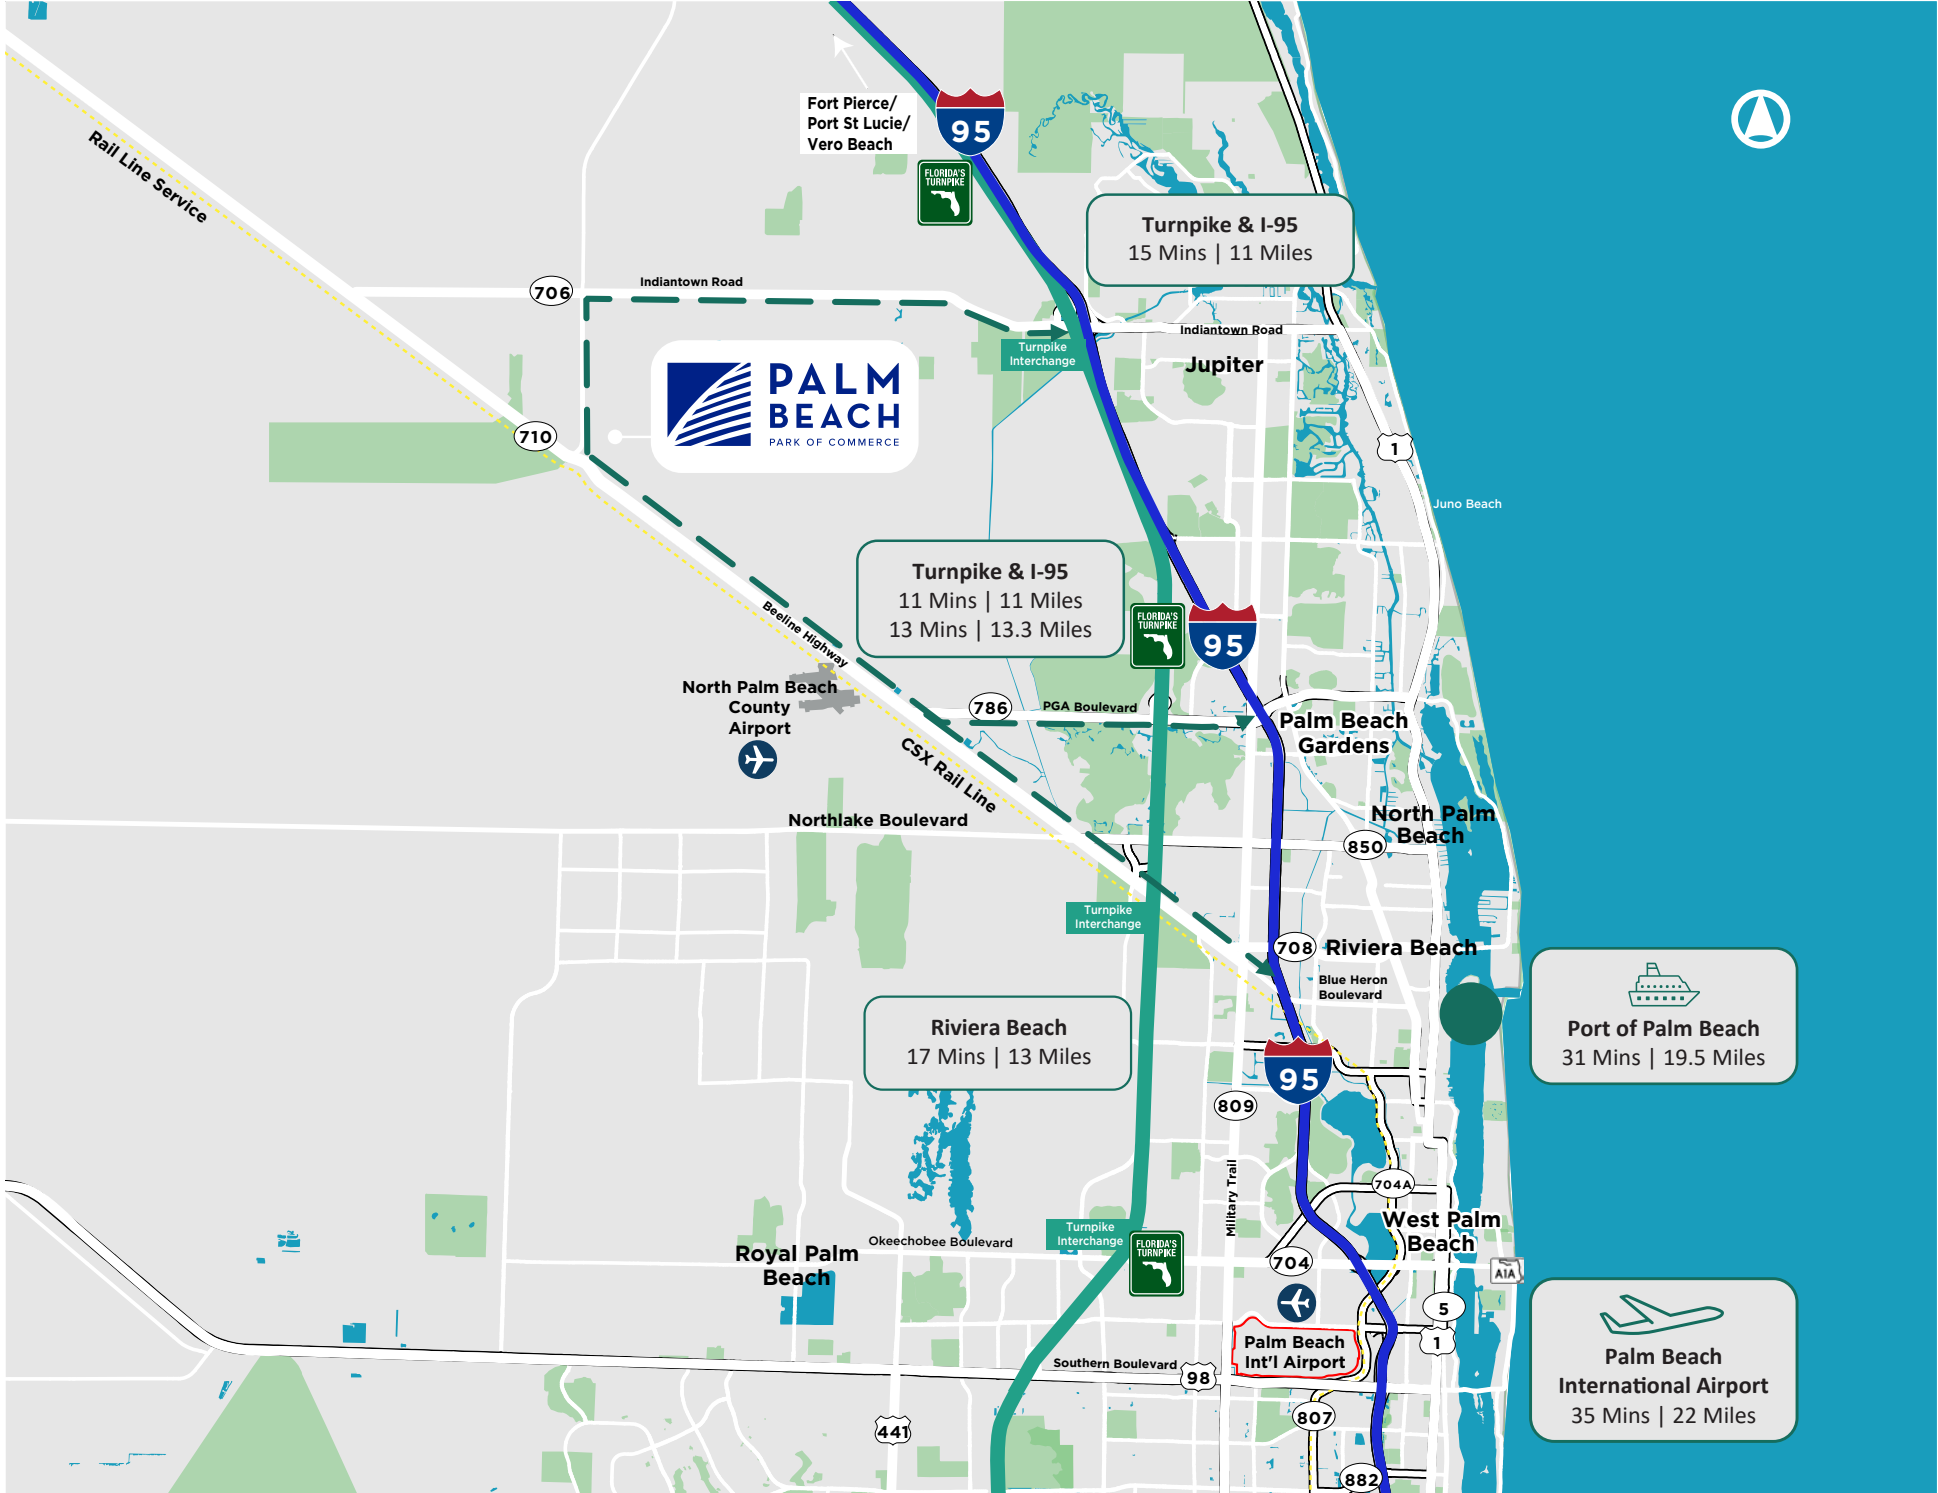 Fort Pierce/
Port St Lucie/
Vero Beach
95
FLORIDA'S
TURNPIKE
Rail Line Service
Turnpike & I-95
15 Mins | 11 Miles
706
Indiantown Road
Indiantown Road
Turnpike
Interchange
Jupiter
PALM
BEACH
PARK OF COMMERCE
710
1
Juno Beach
Turnpike & I-95
11 Mins | 11 Miles
13 Mins | 13.3 Miles
Beeline Highway
FLORIDA'S
TURNPIKE
95
North Palm Beach
County
Airport
786
PGA Boulevard
Palm Beach
Gardens
CSX Rail Line
Northlake Boulevard
North Palm
Beach
850
Turnpike
Interchange
708
Riviera Beach
Blue Heron
Boulevard
Riviera Beach
17 Mins | 13 Miles
Port of Palm Beach
31 Mins | 19.5 Miles
95
809
Military Trail
704A
West Palm
Beach
Turnpike
Interchange
Okeechobee Boulevard
Royal Palm
Beach
FLORIDA'S
TURNPIKE
704
A1A
5
1
Palm Beach
Int'l Airport
Palm Beach
International Airport
35 Mins | 22 Miles
Southern Boulevard
98
807
441
882